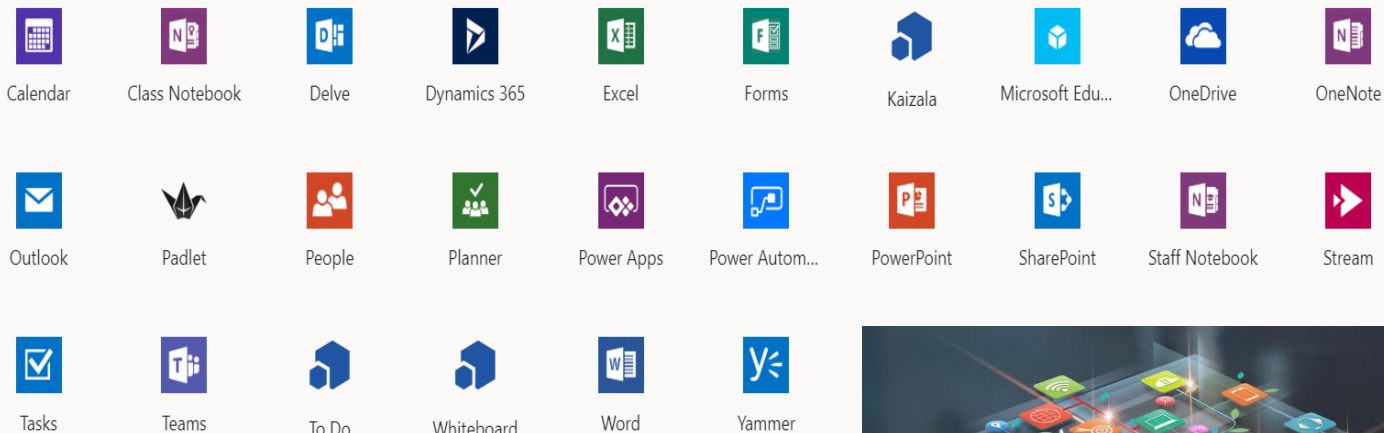 Calendar
Class Notebook
Delve
Dynamics 365
Excel
Forms
Kaizala
Microsoft Edu...
OneDrive
OneNote
Outlook
Padlet
People
Planner
Power Apps
Power Autom...
PowerPoint
SharePoint
Staff Notebook
Stream
Tasks
Teams
To Do
Whiteboard
Word
Yammer